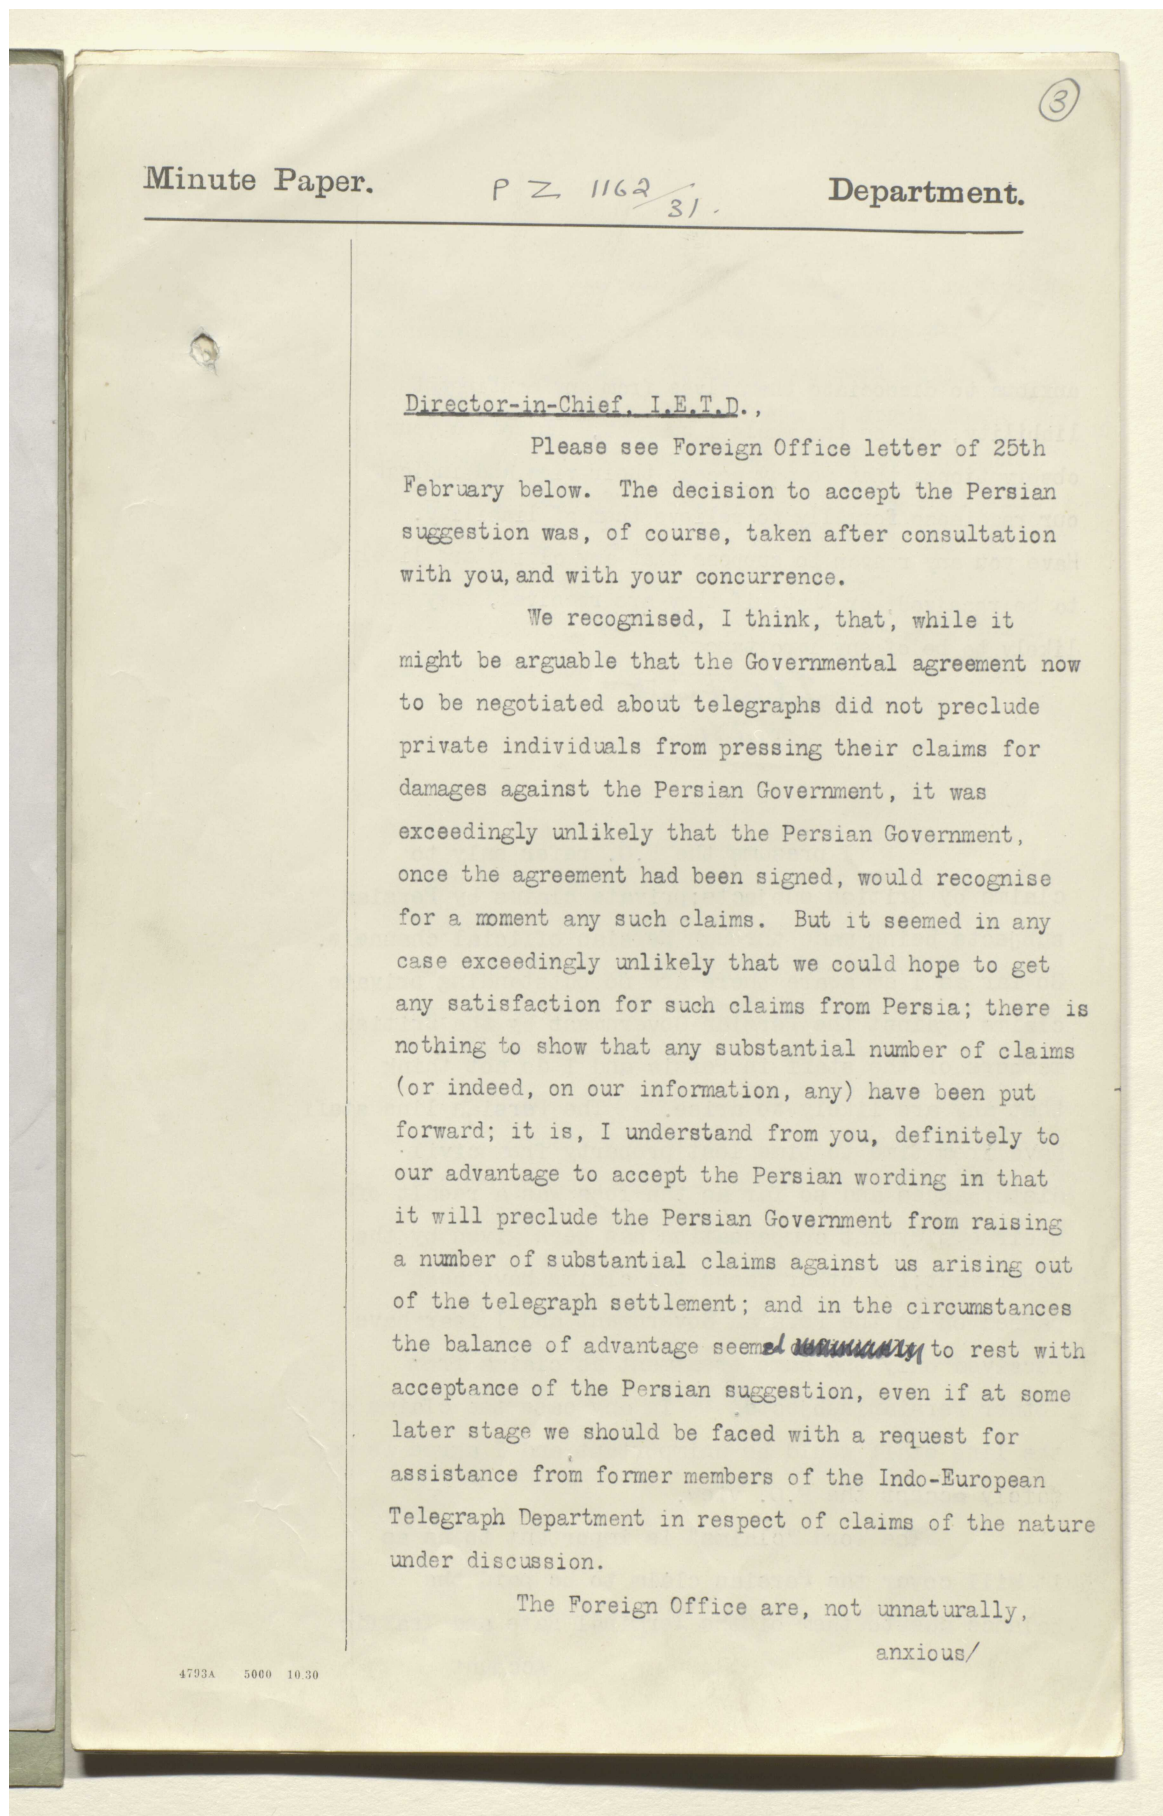 3
Minute Paper.
P Z 1162/31.
Department.
Director-in-Chief, I.E.T.D.,
Please see Foreign Office letter of 25th
February below. The decision to accept the Persian
suggestion was, of course, taken after consultation
with you, and with your concurrence.
We recognised, I think, that, while it
might be arguable that the Governmental agreement now
to be negotiated about telegraphs did not preclude
private individuals from pressing their claims for
damages against the Persian Government, it was
exceedingly unlikely that the Persian Government,
once the agreement had been signed, would recognise
for a moment any such claims. But it seemed in any
case exceedingly unlikely that we could hope to get
any satisfaction for such claims from Persia; there is
nothing to show that any substantial number of claims
(or indeed, on our information, any) have been put
forward; it is, I understand from you, definitely to
our advantage to accept the Persian wording in that
it will preclude the Persian Government from raising
a number of substantial claims against us arising out
of the telegraph settlement; and in the circumstances
the balance of advantage seemed to rest with
acceptance of the Persian suggestion, even if at some
later stage we should be faced with a request for
assistance from former members of the Indo-European
Telegraph Department in respect of claims of the nature
under discussion.
The Foreign Office are, not unnaturally,
anxious/
4793A 5000 10.30